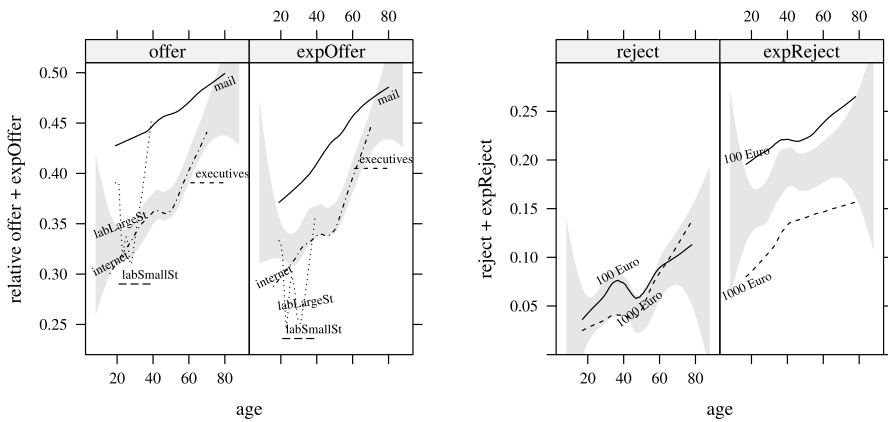 20 40 60 80
20 40 60 80
offer
expOffer
reject
expReject
0.50
0.45
0.40
0.35
0.30
0.25
relative offer + expOffer
mail
executives
labLargeSt
internet
labSmallSt
mail
executives
internet
labLargeSt
labSmallSt
20 40 60 80
age
0.25
0.20
0.15
0.10
0.05
reject + expReject
100 Euro
1000 Euro
100 Euro
1000 Euro
20 40 60 80
age